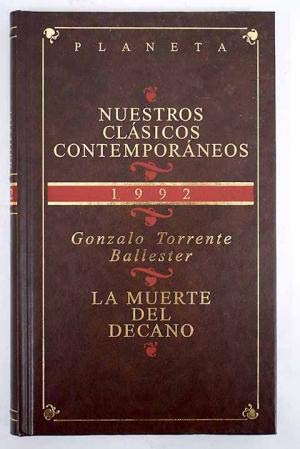 PLANETA
NUESTROS
CLÁSICOS
CONTEMPORÁNEOS
1992
Gonzalo Torrente
Ballester
LA MUERTE
DEL
DECANO